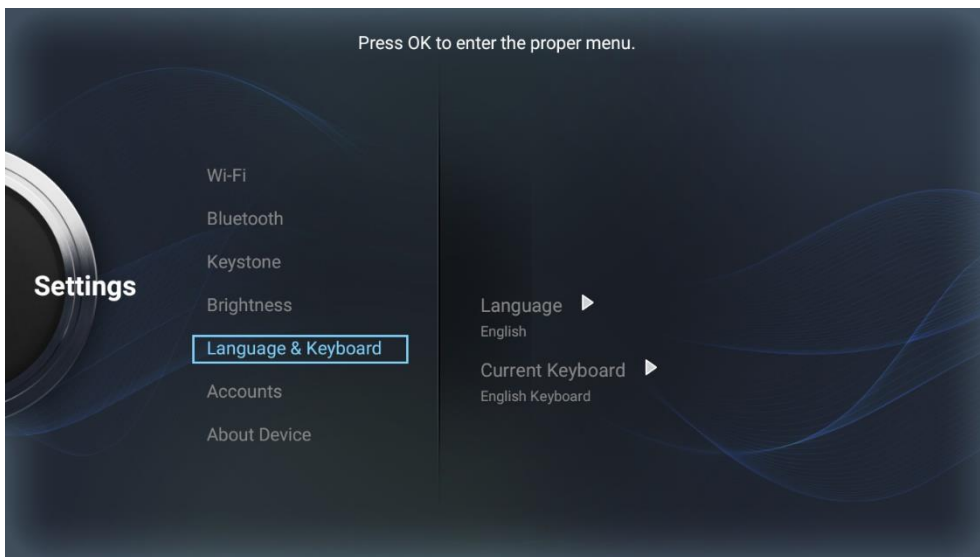 Press OK to enter the proper menu.
Settings
Wi-Fi
Bluetooth
Keystone
Brightness
Language & Keyboard
Accounts
About Device
Language
English
Current Keyboard
English Keyboard